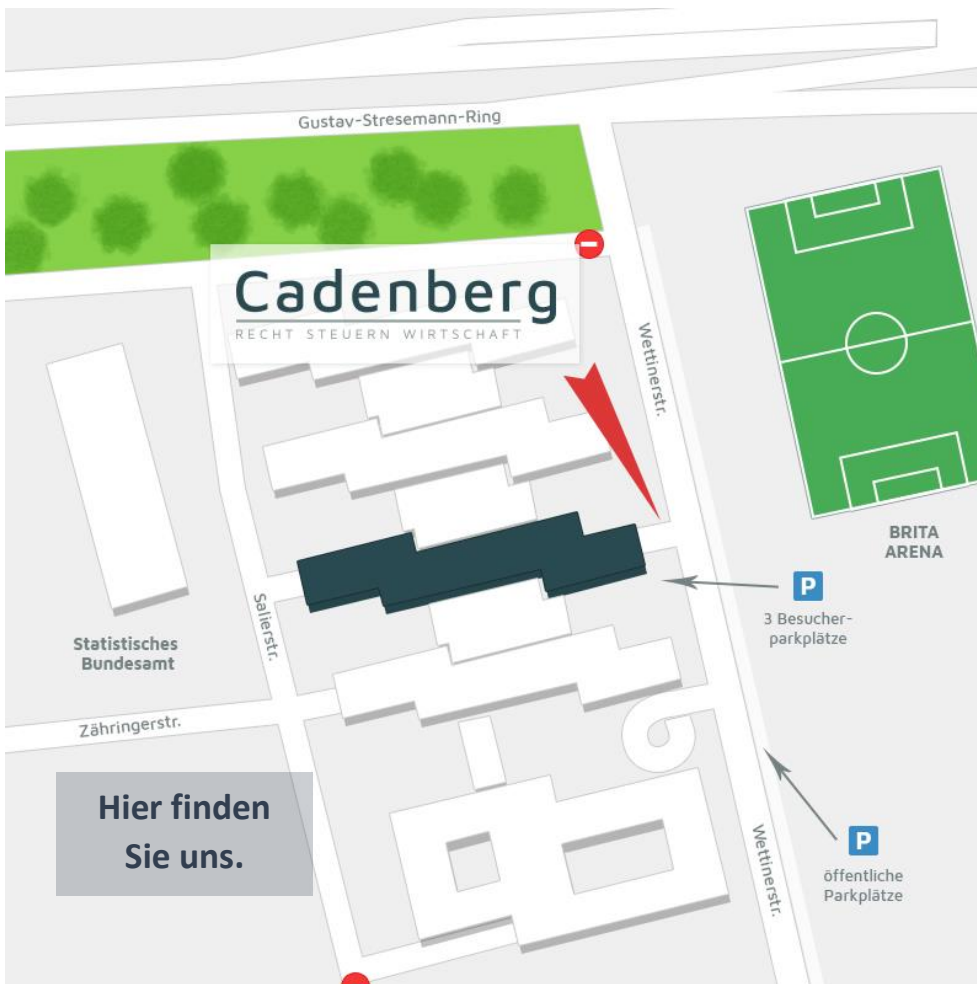 Gustav-Stresemann-Ring
Cadenberg
RECHT STEUERN WIRTSCHAFT
Wettinerstr.
BRITA
ARENA
P
3 Besucher-
parkplätze
Salierstr.
Statistisches
Bundesamt
Zähringerstr.
Hier finden
Sie uns.
Wettinerstr.
P
öffentliche
Parkplätze